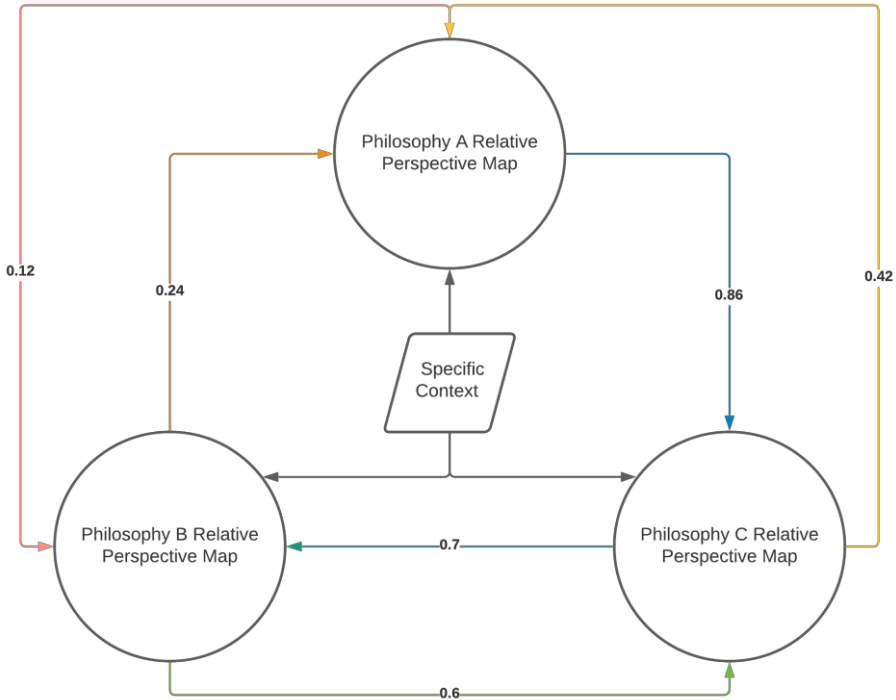 Philosophy A Relative
Perspective Map
0.12
0.24
0.86
0.42
Specific
Context
Philosophy B Relative
Perspective Map
0.7
Philosophy C Relative
Perspective Map
0.6